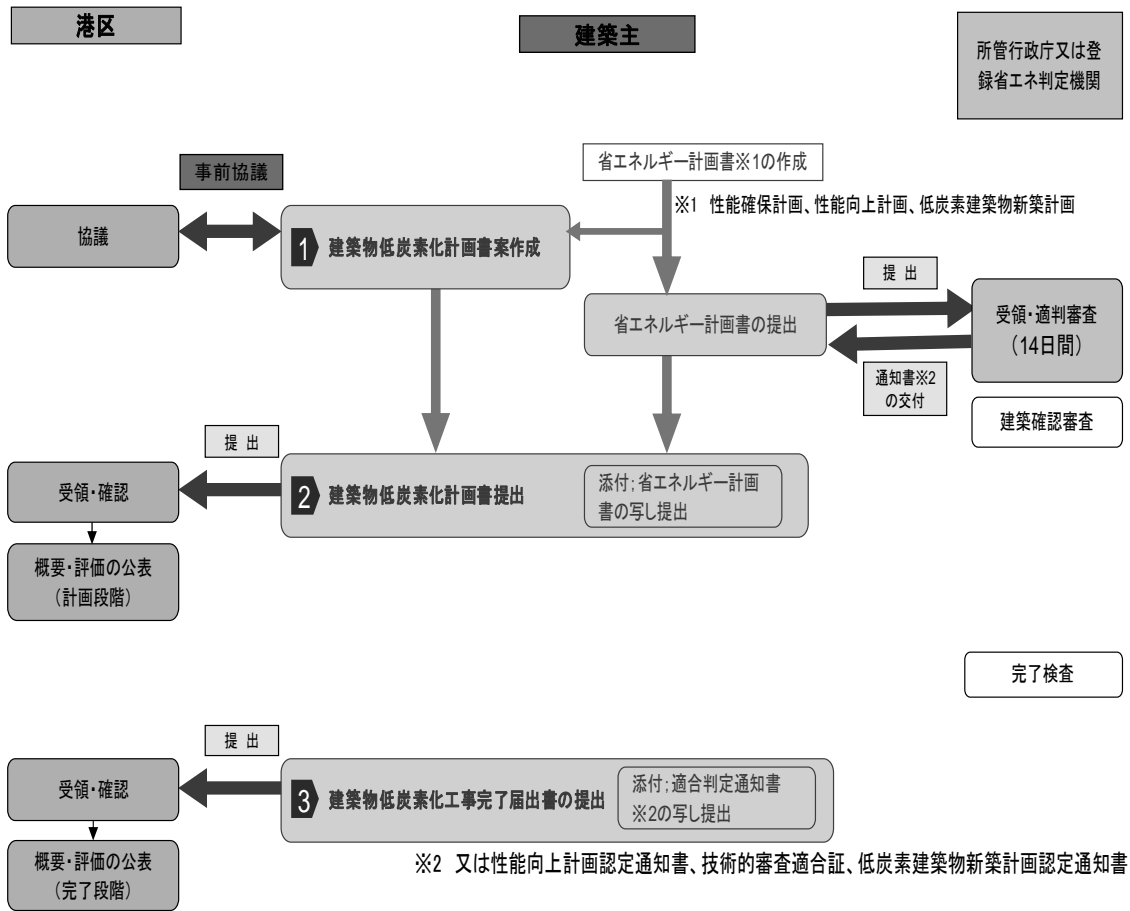 港区
建築主
所管行政庁又は登
録省エネ判定機関
省エネルギー計画書※1の作成
事前協議
※1 性能確保計画、性能向上計画、低炭素建築物新築計画
協議
1 建築物低炭素化計画書案作成
提 出
省エネルギー計画書の提出
受領・適判審査
（14日間）
通知書※2
の交付
建築確認審査
提 出
受領・確認
2 建築物低炭素化計画書提出
添付;省エネルギー計画
書の写し提出
概要・評価の公表
（計画段階）
完了検査
提 出
受領・確認
3 建築物低炭素化工事完了届出書の提出
添付;適合判定通知書
※2の写し提出
概要・評価の公表
（完了段階）
※2 又は性能向上計画認定通知書、技術的審査適合証、低炭素建築物新築計画認定通知書